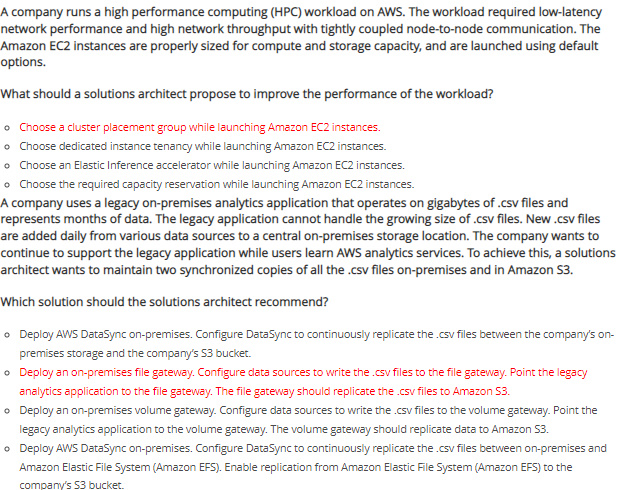 A company runs a high performance computing (HPC) workload on AWS. The workload required low-latency
network performance and high network throughput with tightly coupled node-to-node communication. The
Amazon EC2 instances are properly sized for compute and storage capacity, and are launched using default
options.
What should a solutions architect propose to improve the performance of the workload?
Choose a cluster placement group while launching Amazon EC2 instances.
Choose dedicated instance tenancy while launching Amazon EC2 instances.
Choose an Elastic Inference accelerator while launching Amazon EC2 instances.
Choose the required capacity reservation while launching Amazon EC2 instances.
A company uses a legacy on-premises analytics application that operates on gigabytes of .csv files and
represents months of data. The legacy application cannot handle the growing size of .csv files. New .csv files
are added daily from various data sources to a central on-premises storage location. The company wants to
continue to support the legacy application while users learn AWS analytics services. To achieve this, a solutions
architect wants to maintain two synchronized copies of all the .csv files on-premises and in Amazon S3.
Which solution should the solutions architect recommend?
Deploy AWS DataSync on-premises. Configure DataSync to continuously replicate the .csv files between the company's on-
premises storage and the company's S3 bucket.
Deploy an on-premises file gateway. Configure data sources to write the .csv files to the file gateway. Point the legacy
analytics application to the file gateway. The file gateway should replicate the .csv files to Amazon S3.
Deploy an on-premises volume gateway. Configure data sources to write the .csv files to the volume gateway. Point the
legacy analytics application to the volume gateway. The volume gateway should replicate data to Amazon S3.
Deploy AWS DataSync on-premises. Configure DataSync to continuously replicate the .csv files between on-premises and
Amazon Elastic File System (Amazon EFS). Enable replication from Amazon Elastic File System (Amazon EFS) to the
company's S3 bucket.